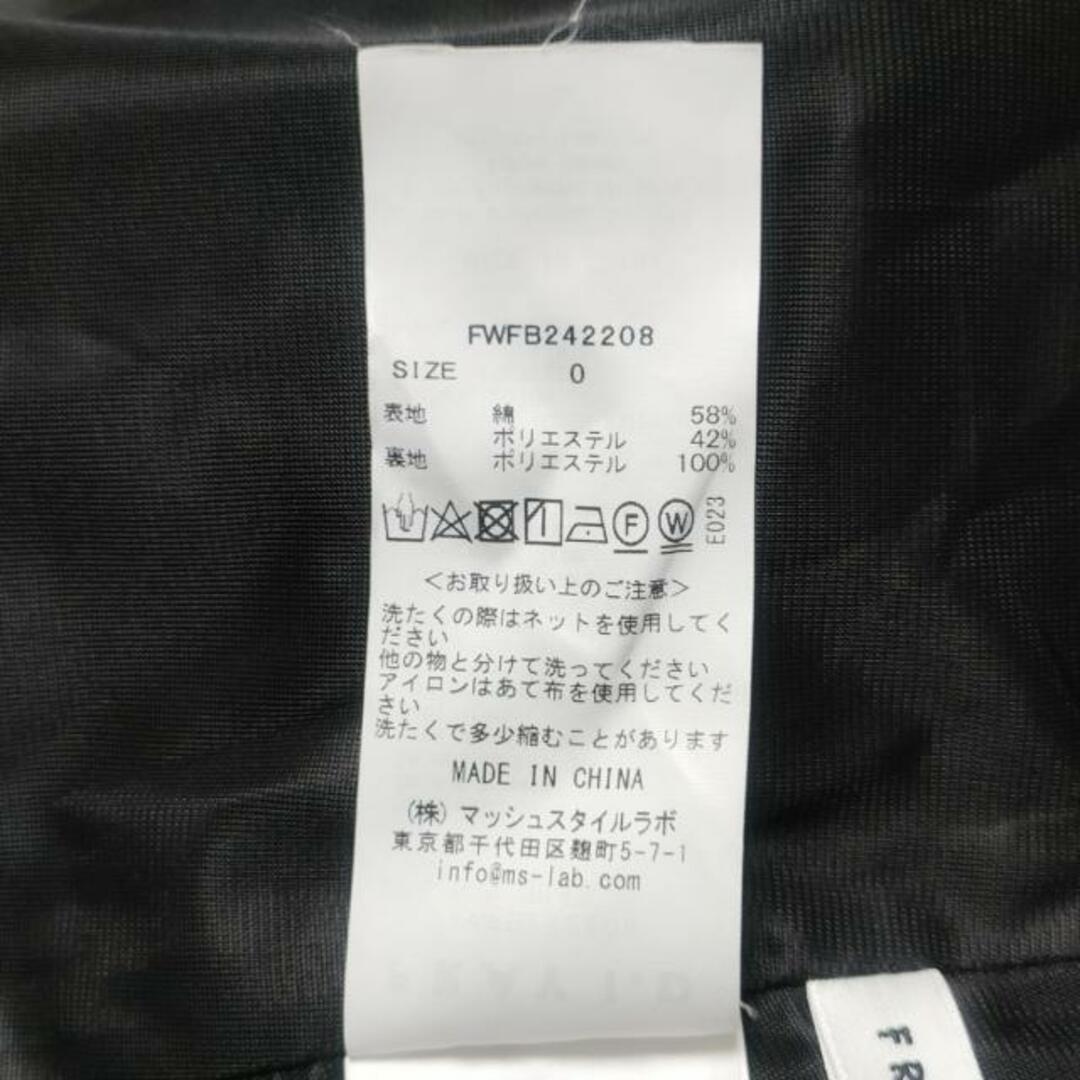 FWFB242208
SIZE 0
表地 綿 58%
ポリエステル 42%
裏地 ポリエステル 100%
F W E023
＜お取り扱い上のご注意＞
洗たくの際はネットを使用してく
ださい
他の物と分けて洗ってください
アイロンはあて布を使用してくだ
さい
洗たくで多少縮むことがあります
MADE IN CHINA
(株) マッシュスタイルラボ
東京都千代田区麹町5-7-1
info@ms-lab.com
FRAY I.D
FR